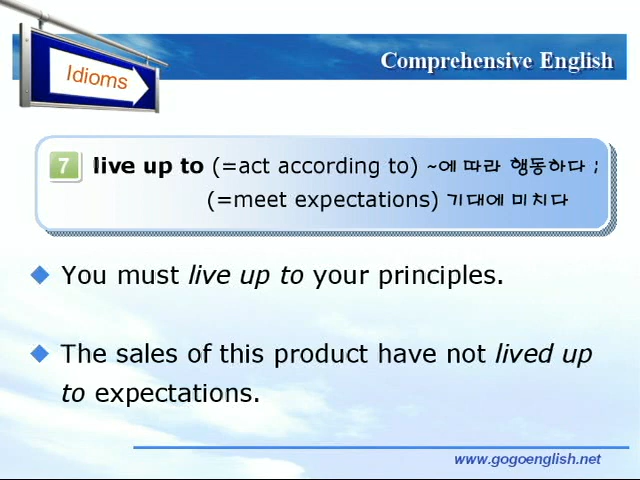 Idioms
Comprehensive English
7 live up to (=act according to) ~에 따라 행동하다 ;
(=meet expectations) 기대에 미치다
You must live up to your principles.
The sales of this product have not lived up
to expectations.
www.gogoenglish.net